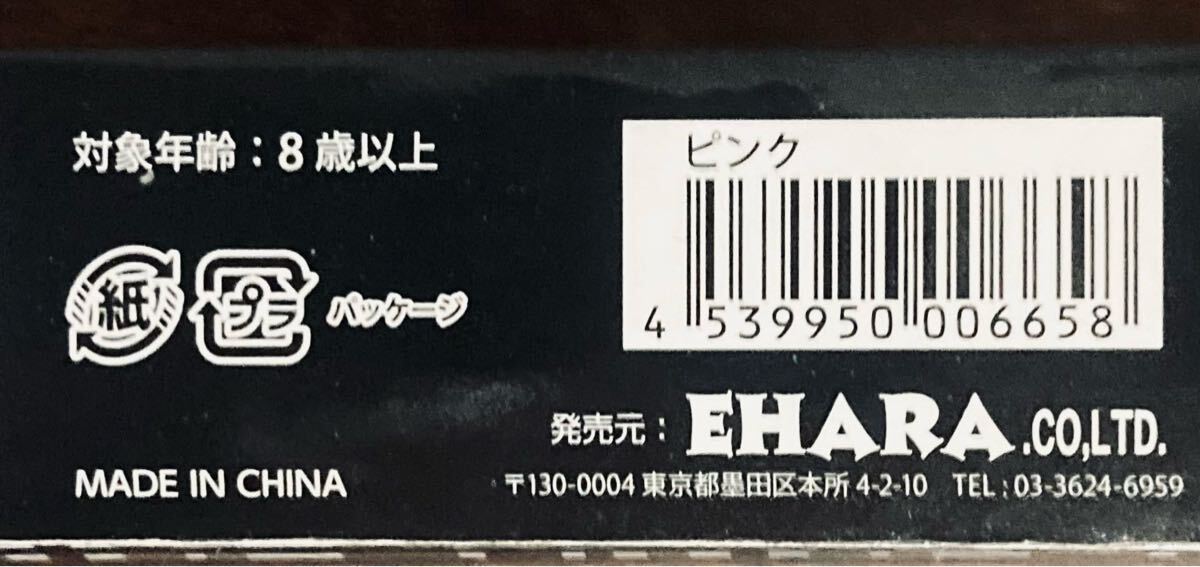 対象年齢：8歳以上
紙 プラ パッケージ
MADE IN CHINA
ピンク
4 539950 006658
発売元：EHARA.CO,LTD.
〒130-0004 東京都墨田区本所4-2-10 TEL：03-3624-6959